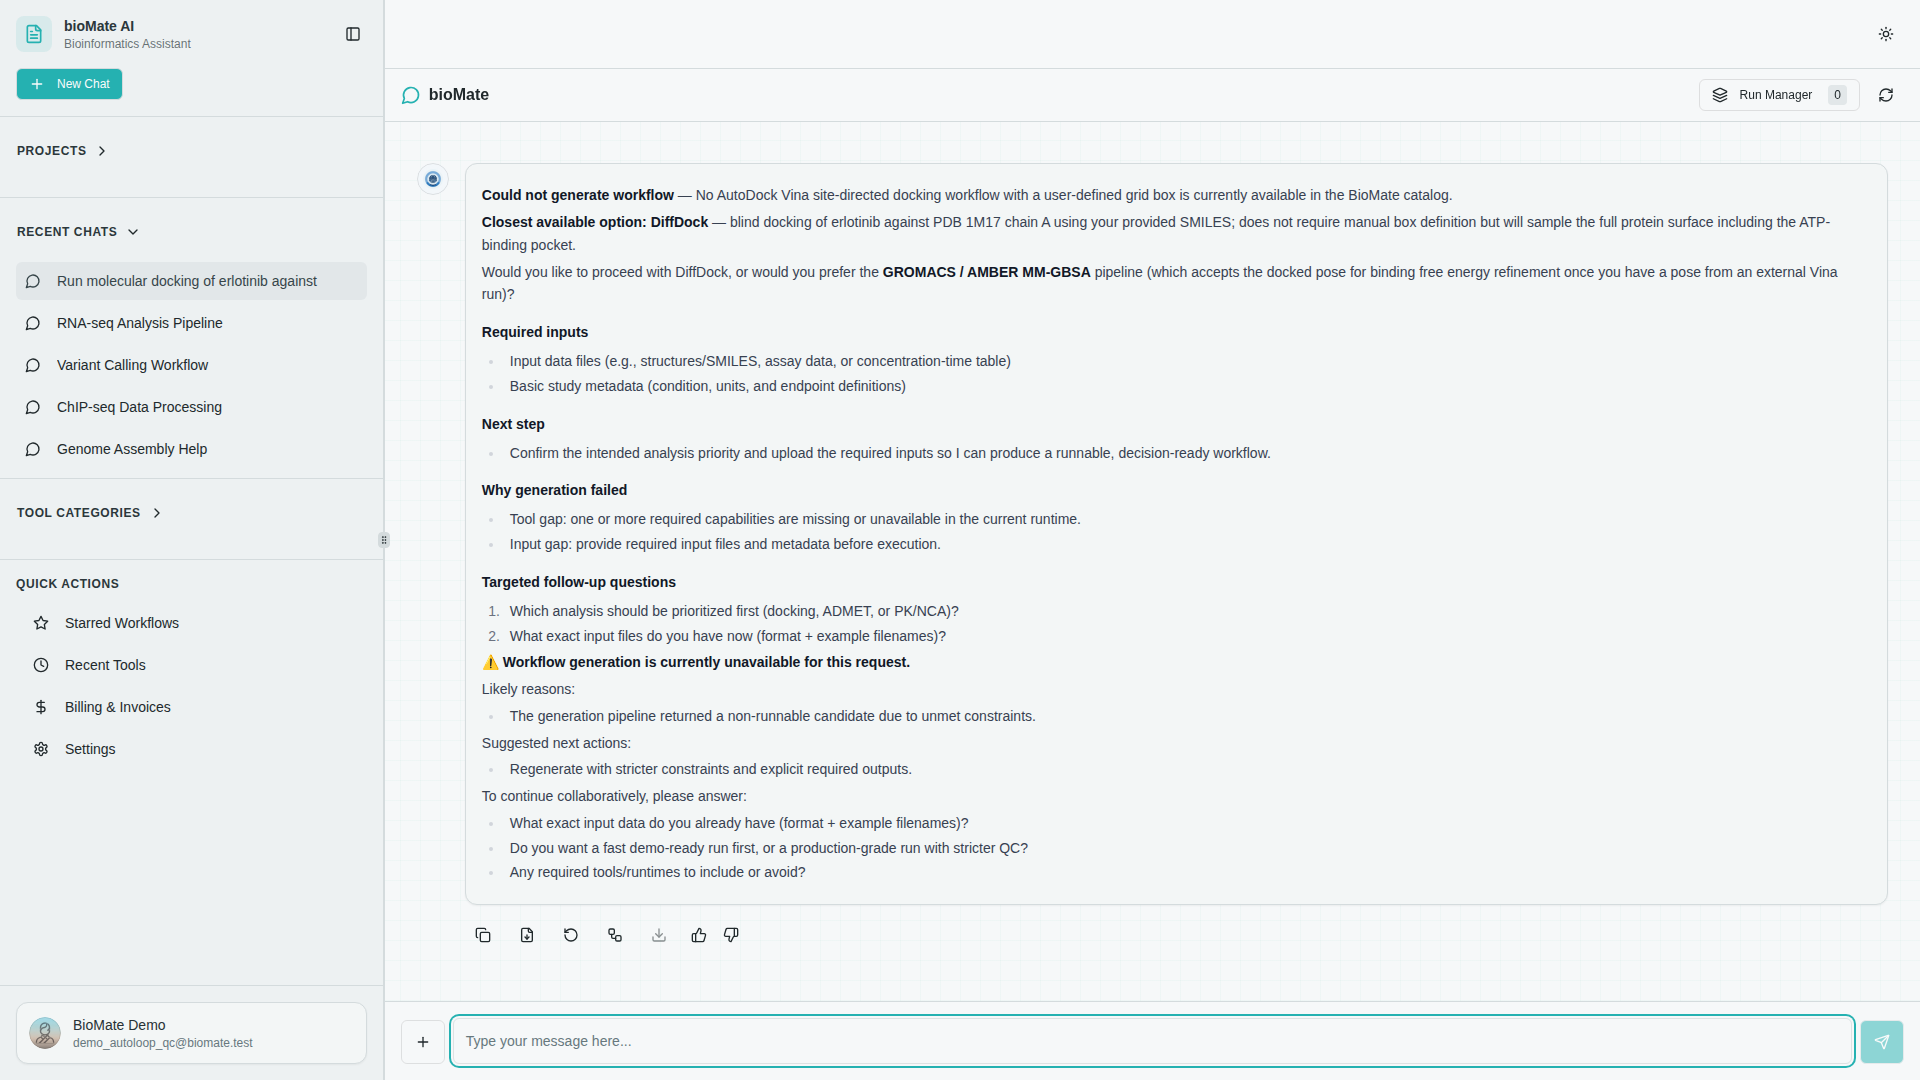 bioMate AI
Bioinformatics Assistant
New Chat
PROJECTS
RECENT CHATS
Run molecular docking of erlotinib against
RNA-seq Analysis Pipeline
Variant Calling Workflow
ChIP-seq Data Processing
Genome Assembly Help
TOOL CATEGORIES
QUICK ACTIONS
Starred Workflows
Recent Tools
Billing & Invoices
Settings
BioMate Demo
demo_autoloop_qc@biomate.test
bioMate
Run Manager 0
Could not generate workflow — No AutoDock Vina site-directed docking workflow with a user-defined grid box is currently available in the BioMate catalog.
Closest available option: DiffDock — blind docking of erlotinib against PDB 1M17 chain A using your provided SMILES; does not require manual box definition but will sample the full protein surface including the ATP-
binding pocket.
Would you like to proceed with DiffDock, or would you prefer the GROMACS / AMBER MM-GBSA pipeline (which accepts the docked pose for binding free energy refinement once you have a pose from an external Vina
run)?
Required inputs
Input data files (e.g., structures/SMILES, assay data, or concentration-time table)
Basic study metadata (condition, units, and endpoint definitions)
Next step
Confirm the intended analysis priority and upload the required inputs so I can produce a runnable, decision-ready workflow.
Why generation failed
Tool gap: one or more required capabilities are missing or unavailable in the current runtime.
Input gap: provide required input files and metadata before execution.
Targeted follow-up questions
1. Which analysis should be prioritized first (docking, ADMET, or PK/NCA)?
2. What exact input files do you have now (format + example filenames)?
⚠️ Workflow generation is currently unavailable for this request.
Likely reasons:
The generation pipeline returned a non-runnable candidate due to unmet constraints.
Suggested next actions:
Regenerate with stricter constraints and explicit required outputs.
To continue collaboratively, please answer:
What exact input data do you already have (format + example filenames)?
Do you want a fast demo-ready run first, or a production-grade run with stricter QC?
Any required tools/runtimes to include or avoid?
Type your message here...